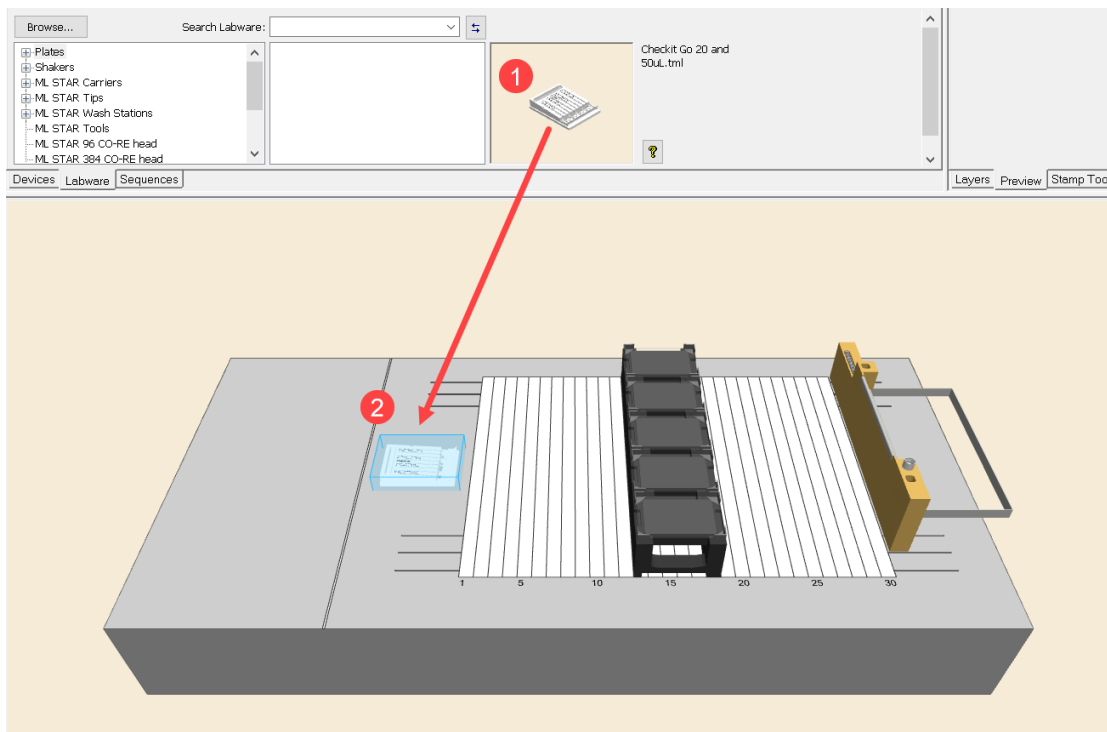 Browse...
Search Labware:
Plates
Shakers
ML STAR Carriers
ML STAR Tips
ML STAR Wash Stations
ML STAR Tools
ML STAR 96 CO-RE head
ML STAR 384 CO-RE head
1
Checkit Go 20 and
50uL.tml
?
Devices Labware Sequences
Layers Preview Stamp Too
2
1 5 10 15 20 25 30